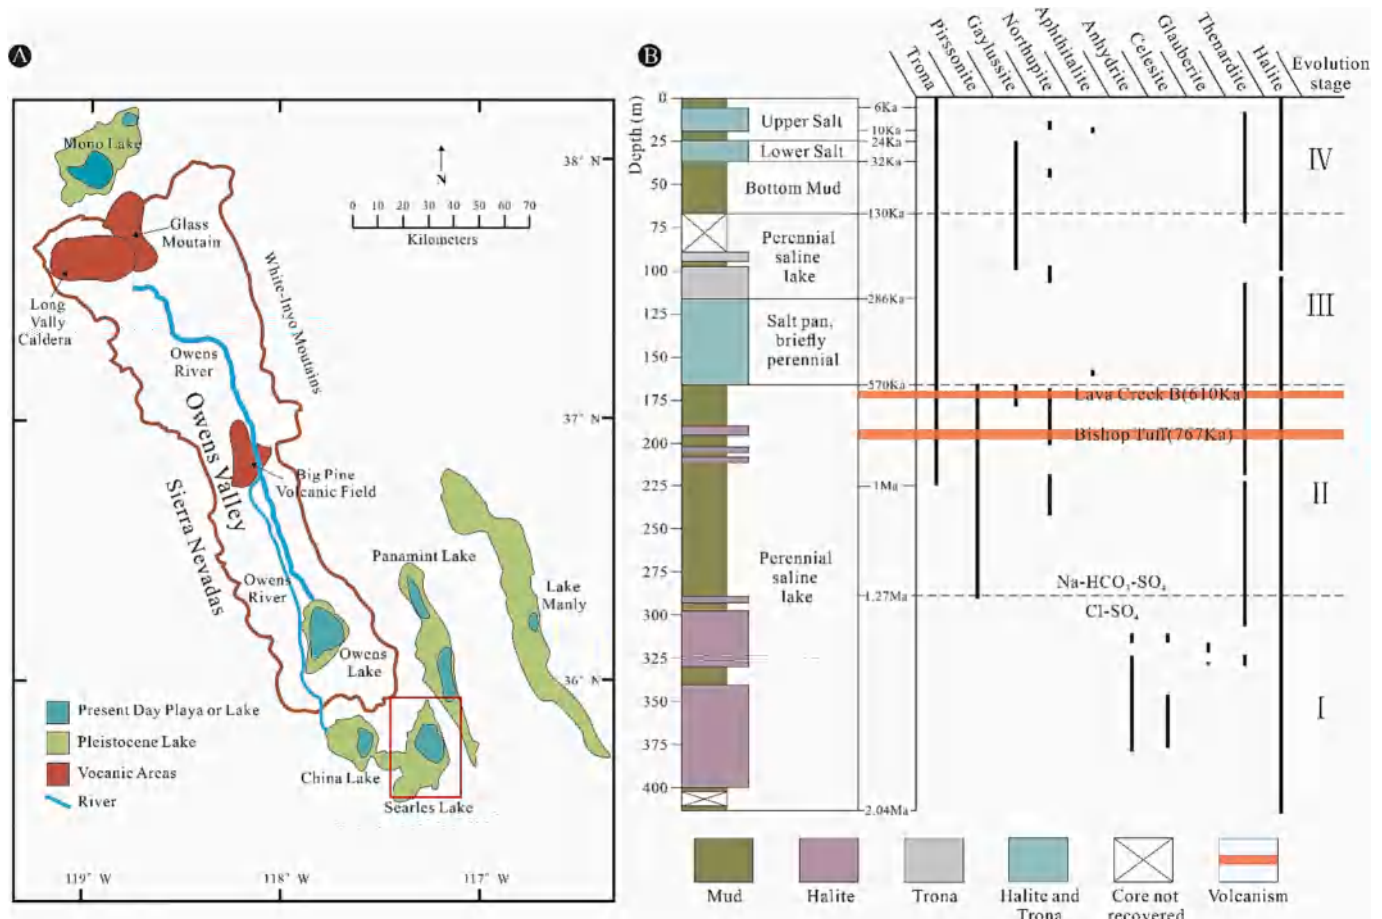 A
Mono Lake
38° N
N
0 10 20 30 40 50 60 70
Kilometers
Glass
Moutain
Long
Vally
Caldera
White-Inyo Moutains
Owens
River
37° N
Owens Valley
Big Pine
Volcanic Field
Sierra Nevadas
Panamint Lake
Owens
River
Lake
Manly
Owens
Lake
36° N
Present Day Playa or Lake
Pleistocene Lake
Vocanic Areas
River
China Lake
Searles Lake
119° W
118° W
117° W
B
Trona
Pirssonite
Gaylussite
Northupite
Aphthitalite
Anhydrite
Celesite
Glauberite
Thenardite
Halite
Evolution
stage
Depth (m)
0
25
50
75
100
125
150
175
200
225
250
275
300
325
350
375
400
Upper Salt
Lower Salt
Bottom Mud
Perennial
saline
lake
Salt pan,
briefly
perennial
Perennial
saline
lake
6Ka
10Ka
24Ka
32Ka
130Ka
286Ka
570Ka
1Ma
1.27Ma
2.04Ma
Lava Creek B(610Ka
Bishop Tuff(767Ka)
Na-HCO₃-SO₄
Cl-SO₄
IV
III
II
I
Mud
Halite
Trona
Halite and
Trona
Core not
recovered
Volcanism